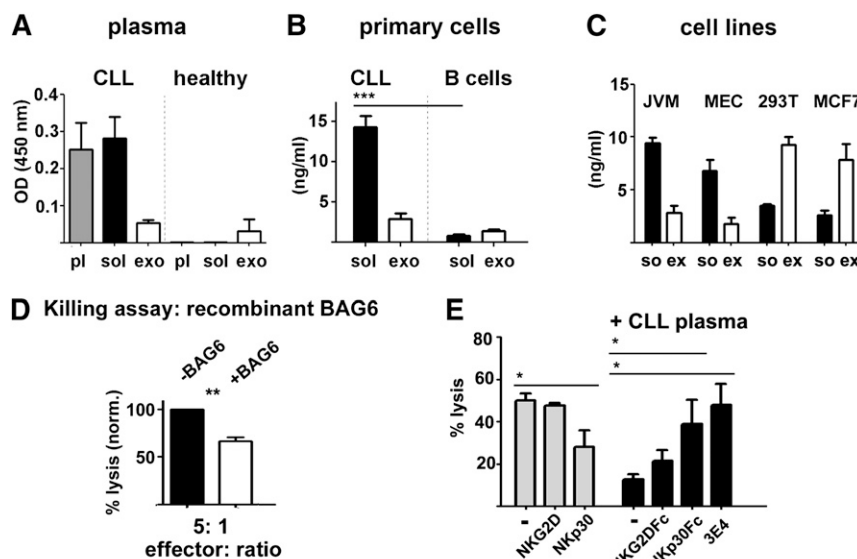 A plasma
CLL healthy
OD (450 nm)
0.4
0.3
0.2
0.1
pl sol exo pl sol exo
B primary cells
CLL B cells
***
(ng/ml)
15
10
5
sol exo sol exo
C cell lines
JVM MEC 293T MCF7
(ng/ml)
15
10
5
so ex so ex so ex so ex
D Killing assay: recombinant BAG6
-BAG6 +BAG6
**
% lysis (norm.)
100
50
5: 1
effector: ratio
E
+ CLL plasma
*
*
*
% lysis
80
60
40
20
- NKG2D NKp30 - NKG2DFc NKp30Fc 3E4